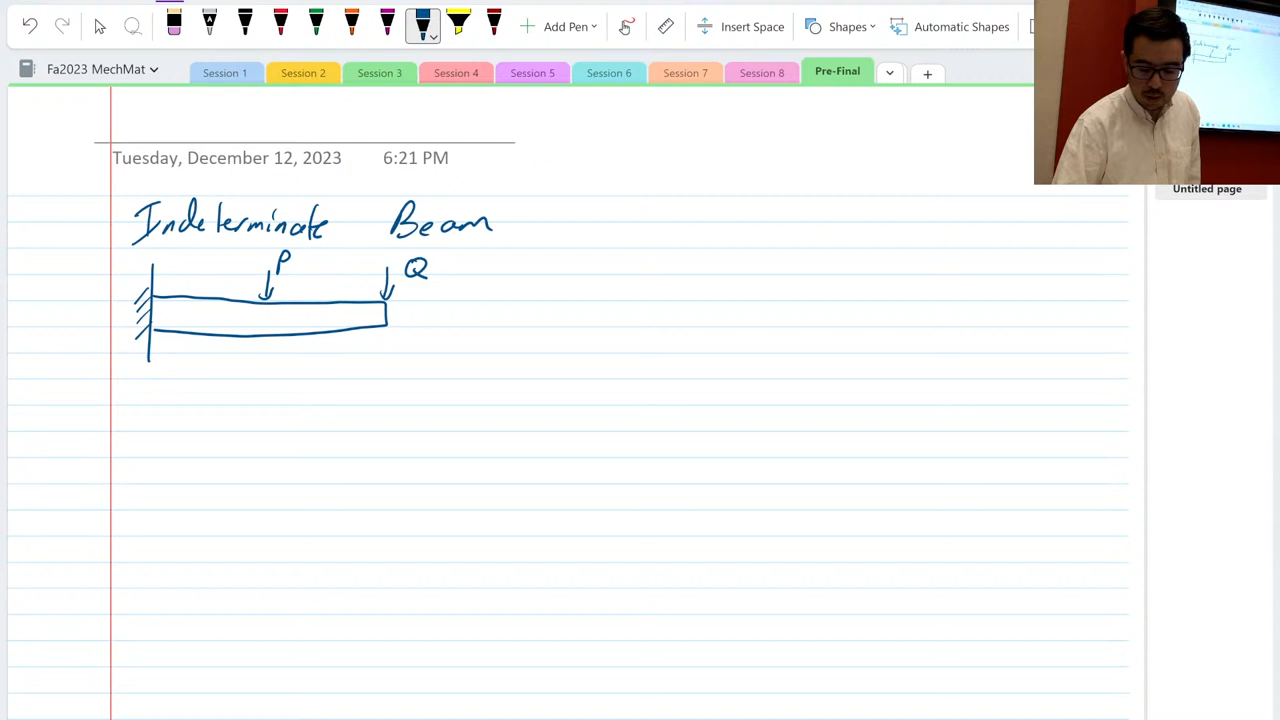 Add Pen
Insert Space
Shapes
Automatic Shapes
Fa2023 MechMat
Session 1
Session 2
Session 3
Session 4
Session 5
Session 6
Session 7
Session 8
Pre-Final
Tuesday, December 12, 2023 6:21 PM
Untitled page
Indeterminate Beam
P
Q